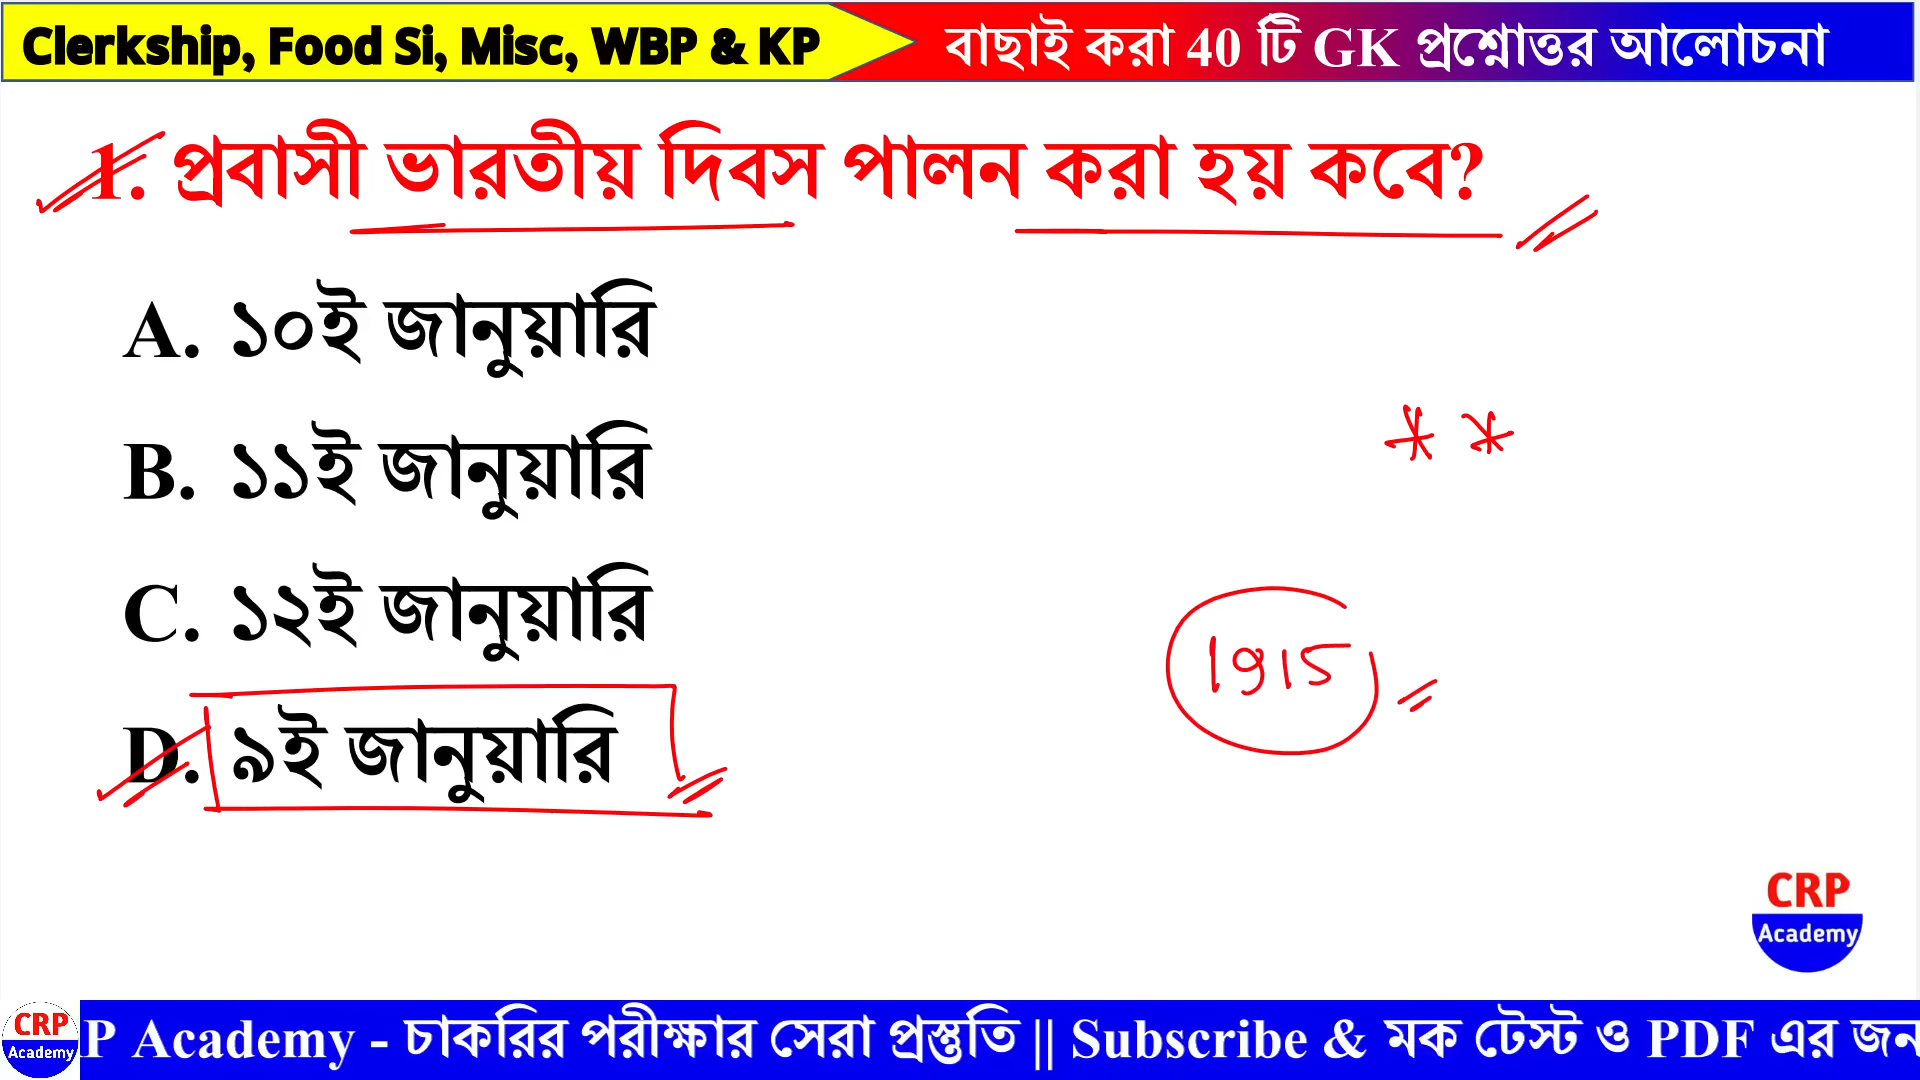 Clerkship, Food Si, Misc, WBP & KP
বাছাই করা 40 টি GK প্রশ্নোত্তর আলোচনা
1. প্রবাসী ভারতীয় দিবস পালন করা হয় কবে?
A. ১০ই জানুয়ারি
B. ১১ই জানুয়ারি
C. ১২ই জানুয়ারি
D. ৯ই জানুয়ারি
1915
CRP
Academy
CRP
Academy
P Academy - চাকরির পরীক্ষার সেরা প্রস্তুতি || Subscribe & মক টেস্ট ও PDF এর জন